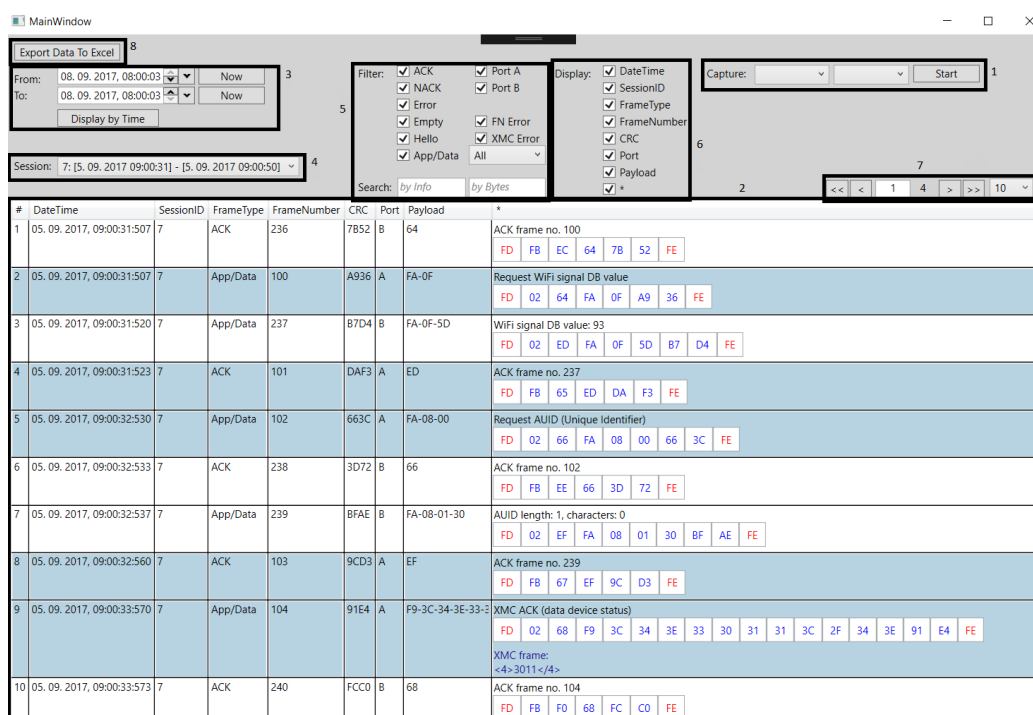 MainWindow
Export Data To Excel 8
From: 08. 09. 2017, 08:00:03 Now 3
To: 08. 09. 2017, 08:00:03 Now
Display by Time
Session: 7: [5. 09. 2017 09:00:31] - [5. 09. 2017 09:00:50] 4
5
Filter: ACK Port A
NACK Port B
Error
Empty FN Error
Hello XMC Error
App/Data All
Search: by Info by Bytes
Display: DateTime
SessionID
FrameType
FrameNumber
CRC
Port
Payload
*
6
Capture: Start 1
2
7
<< < 1 4 > >> 10
# DateTime SessionID FrameType FrameNumber CRC Port Payload *
1 05. 09. 2017, 09:00:31:507 7 ACK 236 7B52 B 64 ACK frame no. 100
FD FB EC 64 7B 52 FE
2 05. 09. 2017, 09:00:31:507 7 App/Data 100 A936 A FA-0F Request WiFi signal DB value
FD 02 64 FA 0F A9 36 FE
3 05. 09. 2017, 09:00:31:520 7 App/Data 237 B7D4 B FA-0F-5D WiFi signal DB value: 93
FD 02 ED FA 0F 5D B7 D4 FE
4 05. 09. 2017, 09:00:31:523 7 ACK 101 DAF3 A ED ACK frame no. 237
FD FB 65 ED DA F3 FE
5 05. 09. 2017, 09:00:32:530 7 App/Data 102 663C A FA-08-00 Request AUID (Unique Identifier)
FD 02 66 FA 08 00 66 3C FE
6 05. 09. 2017, 09:00:32:533 7 ACK 238 3D72 B 66 ACK frame no. 102
FD FB EE 66 3D 72 FE
7 05. 09. 2017, 09:00:32:537 7 App/Data 239 BFAE B FA-08-01-30 AUID length: 1, characters: 0
FD 02 EF FA 08 01 30 BF AE FE
8 05. 09. 2017, 09:00:32:560 7 ACK 103 9CD3 A EF ACK frame no. 239
FD FB 67 EF 9C D3 FE
9 05. 09. 2017, 09:00:33:570 7 App/Data 104 91E4 A F9-3C-34-3E-33-3 XMC ACK (data device status)
FD 02 68 F9 3C 34 3E 33 30 31 31 3C 2F 34 3E 91 E4 FE
XMC frame:
<4>3011</4>
10 05. 09. 2017, 09:00:33:573 7 ACK 240 FCC0 B 68 ACK frame no. 104
FD FB F0 68 FC C0 FE